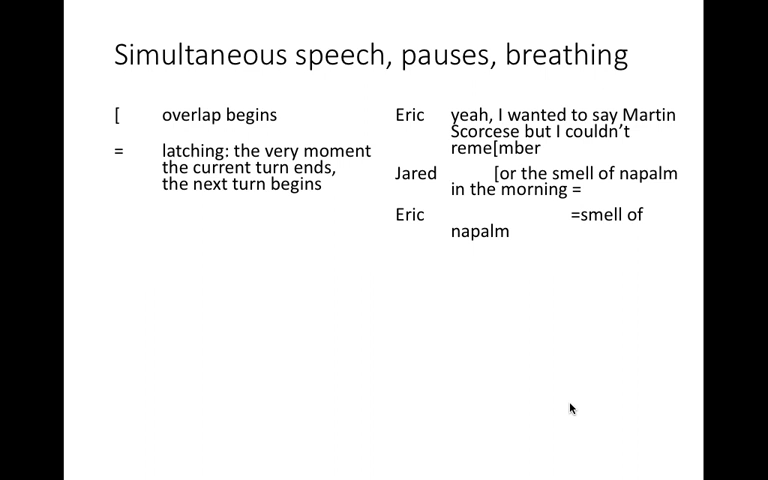 Simultaneous speech, pauses, breathing
[ overlap begins
= latching: the very moment
the current turn ends,
the next turn begins
Eric yeah, I wanted to say Martin
Scorcese but I couldn’t
reme[mber
Jared [or the smell of napalm
in the morning =
Eric =smell of
napalm